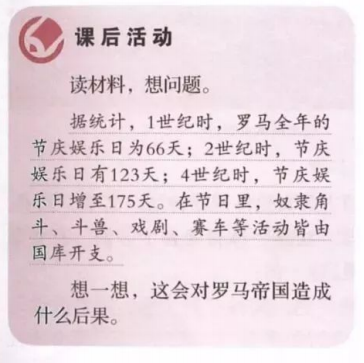 课后活动
读材料，想问题。
据统计，1世纪时，罗马全年的
节庆娱乐日为66天；2世纪时，节庆
娱乐日有123天；4世纪时，节庆娱
乐日增至175天。在节日里，奴隶角
斗、斗兽、戏剧、赛车等活动皆由
国库开支。
想一想，这会对罗马帝国造成
什么后果。